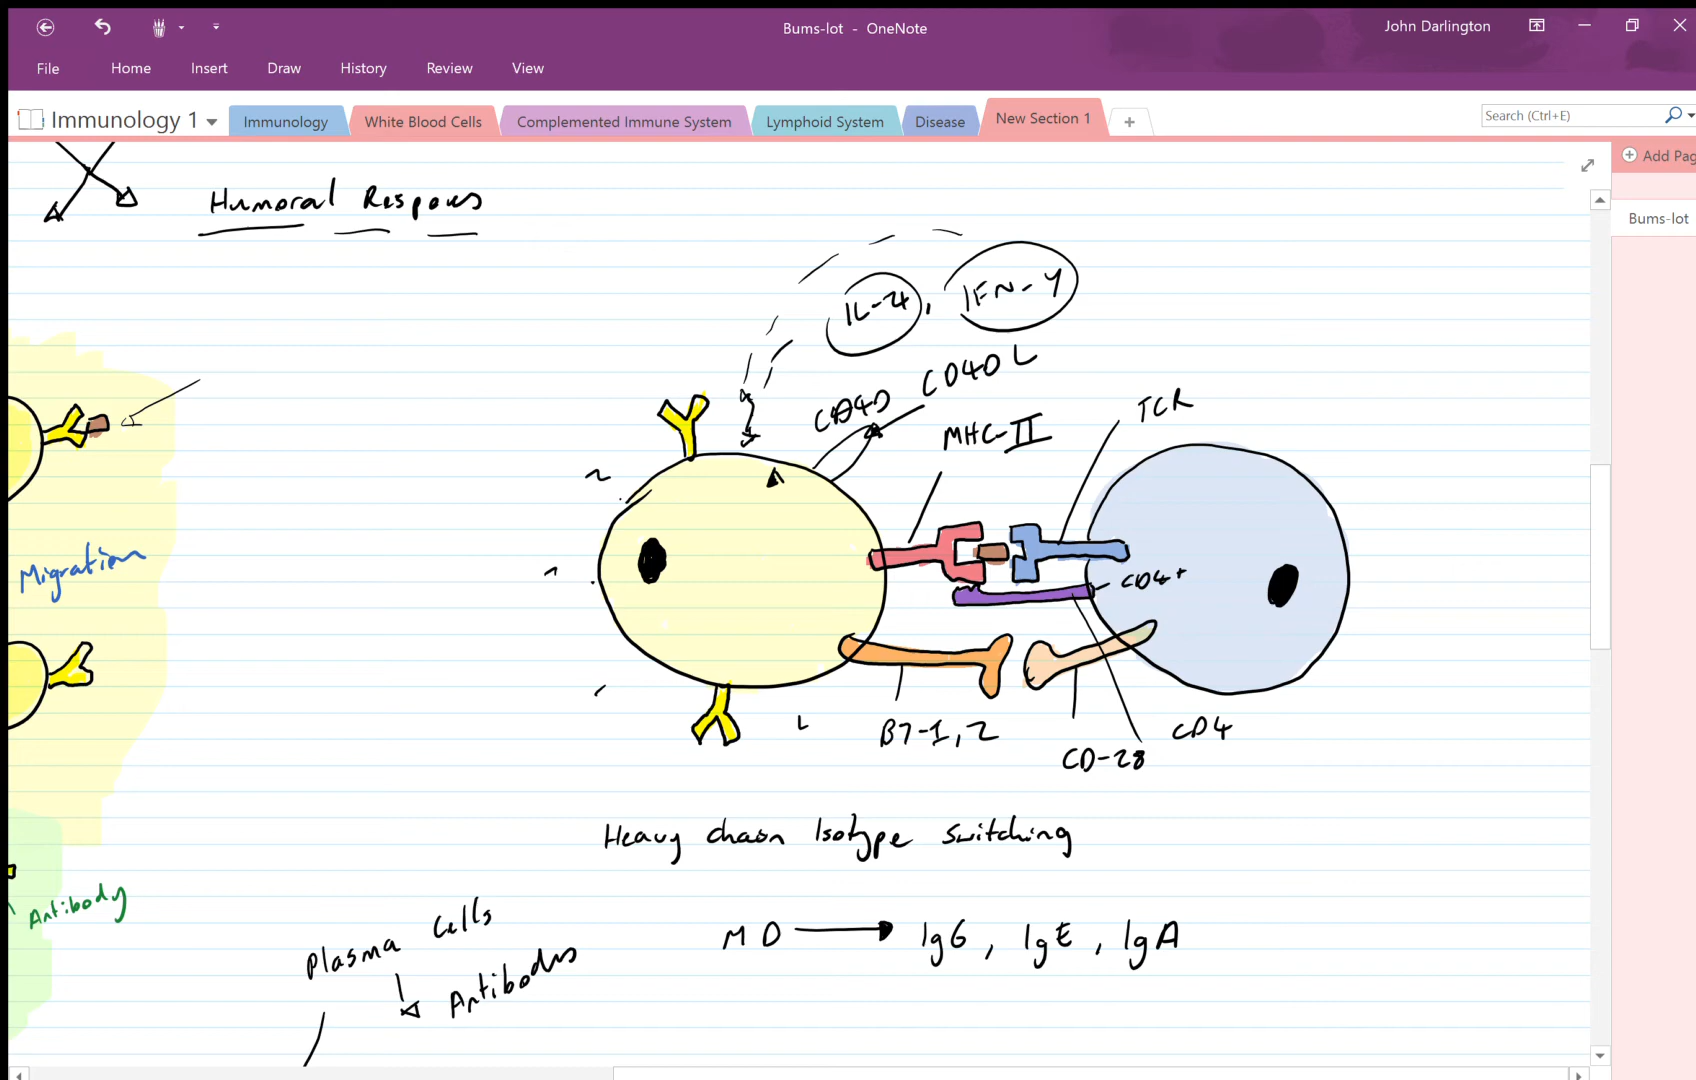 Bums-lot - OneNote
John Darlington
File Home Insert Draw History Review View
Immunology 1
Immunology
White Blood Cells
Complemented Immune System
Lymphoid System
Disease
New Section 1
Search (Ctrl+E)
Add Pag
Bums-lot
Humoral Respons
IL-4, IFN-γ
CD40 CD40L
MHC-II
TCR
CD4+
Migration
B7-1,2
CD-28
CD4
Heavy chain Isotype Switching
Antibody
Plasma Cells
Antibodies
M D → IgG, IgE, IgA